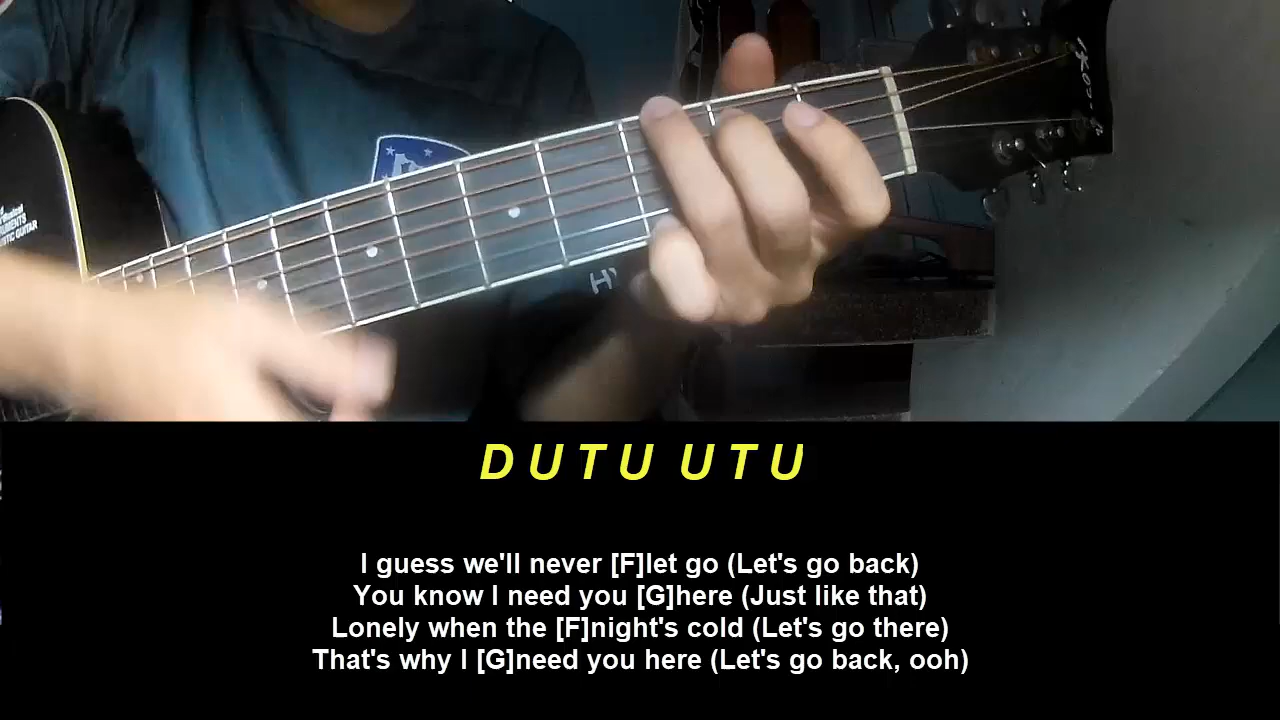 D U T U U T U
I guess we'll never [F]let go (Let's go back)
You know I need you [G]here (Just like that)
Lonely when the [F]night's cold (Let's go there)
That's why I [G]need you here (Let's go back, ooh)